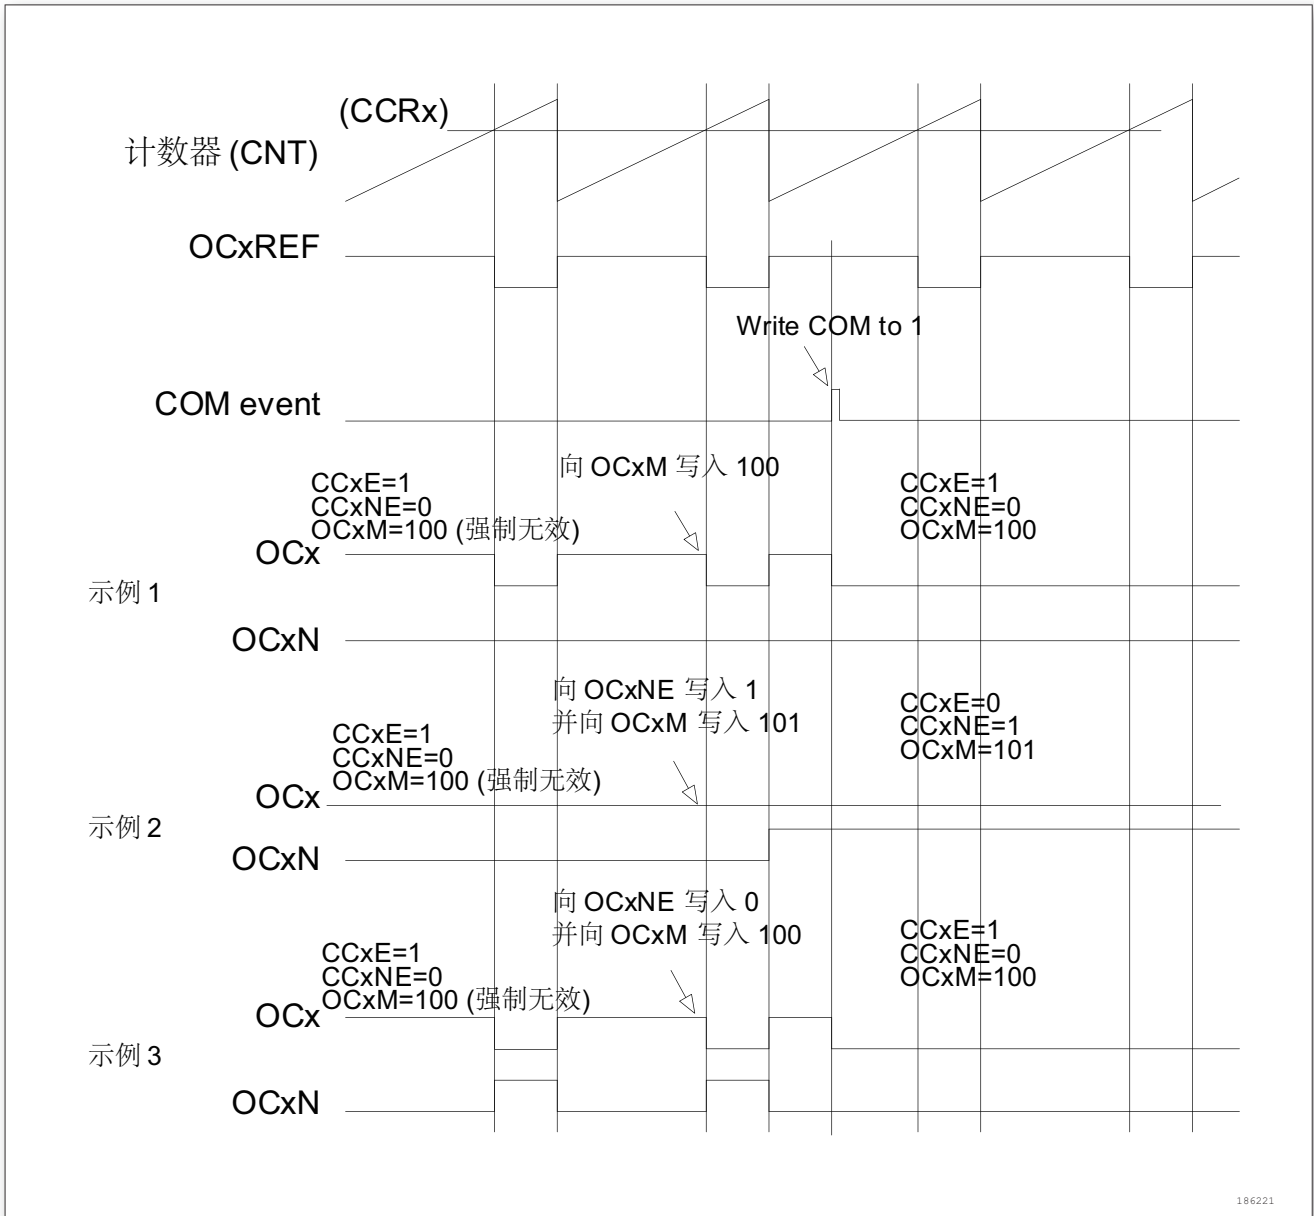 (CCRx)
计数器 (CNT)
OCxREF
Write COM to 1
COM event
向 OCxM 写入 100
CCxE=1
CCxNE=0
OCxM=100 (强制无效)
CCxE=1
CCxNE=0
OCxM=100
OCx
示例 1
OCxN
向 OCxNE 写入 1
并向 OCxM 写入 101
CCxE=1
CCxNE=0
OCxM=100 (强制无效)
CCxE=0
CCxNE=1
OCxM=101
OCx
示例 2
OCxN
向 OCxNE 写入 0
并向 OCxM 写入 100
CCxE=1
CCxNE=0
OCxM=100 (强制无效)
CCxE=1
CCxNE=0
OCxM=100
OCx
示例 3
OCxN
186221